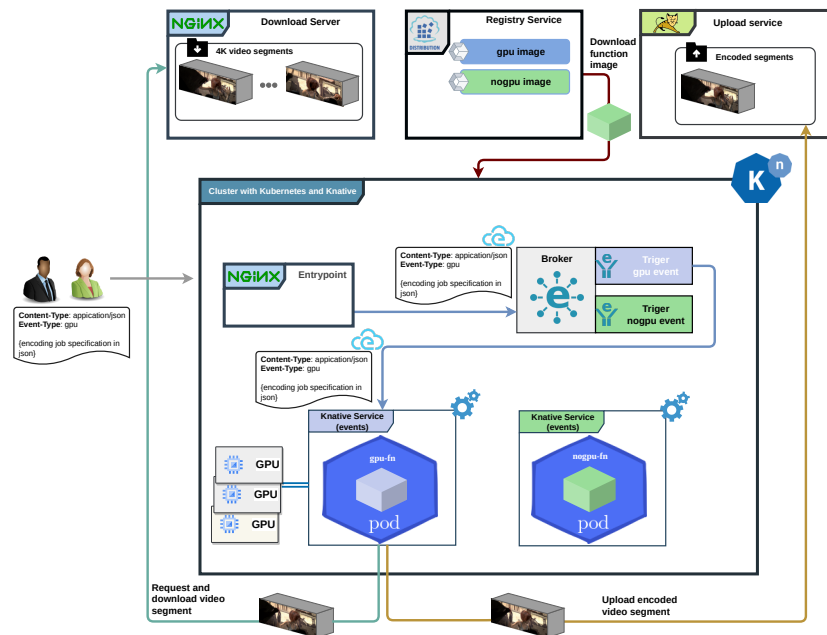 NGINX
Download Server
4K video segments
DISTRIBUTION
Registry Service
gpu image
nogpu image
Download
function
image
Upload service
Encoded segments
Cluster with Kubernetes and Knative
K
n
Content-Type: appication/json
Event-Type: gpu
{encoding job specification in
json}
NGINX
Entrypoint
Content-Type: appication/json
Event-Type: gpu
{encoding job specification in
json}
Broker
Triger
gpu event
Triger
nogpu event
Content-Type: appication/json
Event-Type: gpu
{encoding job specification in
json}
Knative Service
(events)
gpu-fn
pod
Knative Service
(events)
nogpu-fn
pod
GPU
GPU
GPU
Request and
download video
segment
Upload encoded
video segment